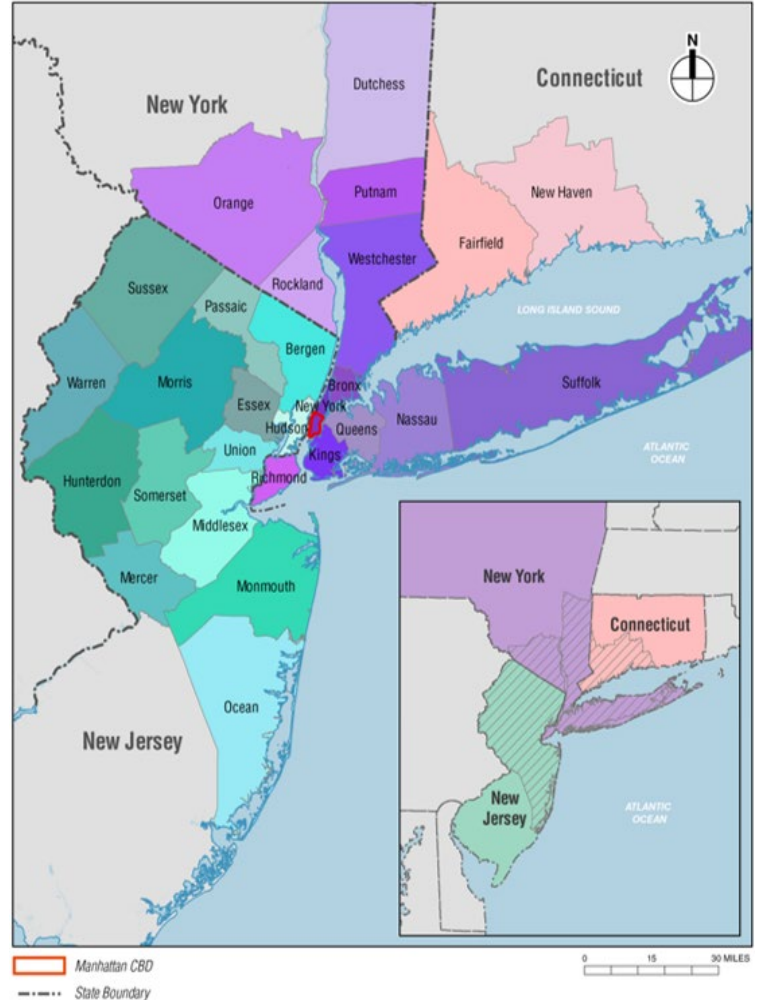 N
Dutchess
New York
Connecticut
Putnam
New Haven
Orange
Fairfield
Westchester
Rockland
Sussex
Passaic
LONG ISLAND SOUND
Bergen
Warren
Morris
Bronx
Suffolk
Essex
New York
Nassau
Hudson
Queens
Union
Kings
ATLANTIC
OCEAN
Hunterdon
Richmond
Somerset
Middlesex
Mercer
Monmouth
Ocean
New Jersey
New York
Connecticut
New
Jersey
ATLANTIC
OCEAN
Manhattan CBD
State Boundary
0 15 30 MILES